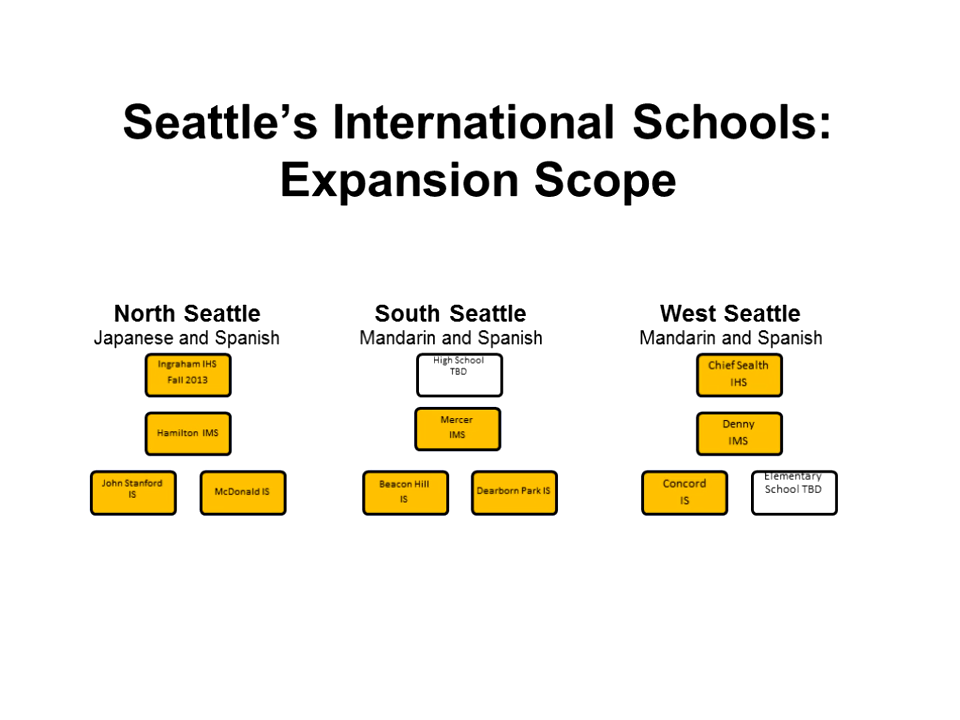 Seattle's International Schools:
Expansion Scope
North Seattle
Japanese and Spanish
Ingraham IHS
Fall 2013
Hamilton IMS
John Stanford
IS
McDonald IS
South Seattle
Mandarin and Spanish
High School
TBD
Mercer
IMS
Beacon Hill
IS
Dearborn Park IS
West Seattle
Mandarin and Spanish
Chief Sealth
IHS
Denny
IMS
Concord
IS
Elementary
School TBD